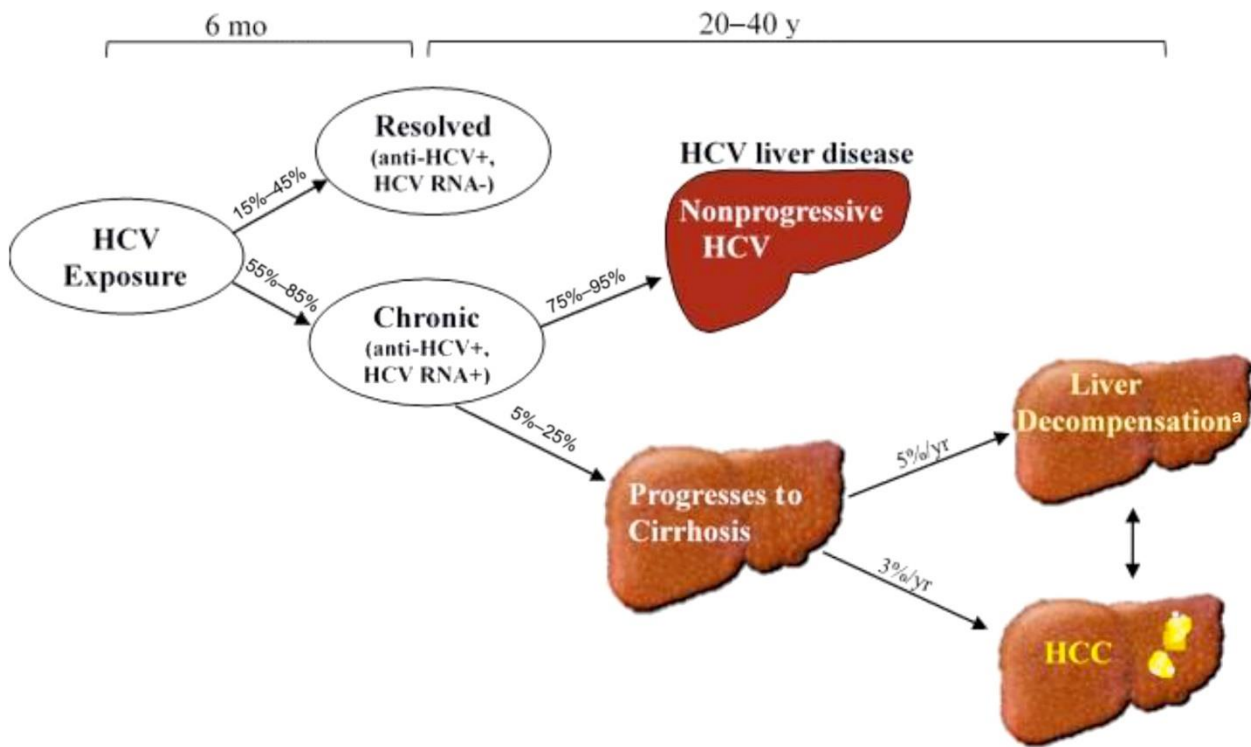 6 mo
20–40 y
Resolved
(anti-HCV+,
HCV RNA-)
HCV liver disease
15%–45%
Nonprogressive
HCV
HCV
Exposure
55%–85%
75%–95%
Chronic
(anti-HCV+,
HCV RNA+)
5%–25%
Liver
Decompensationᵃ
5%/yr
Progresses to
Cirrhosis
3%/yr
HCC